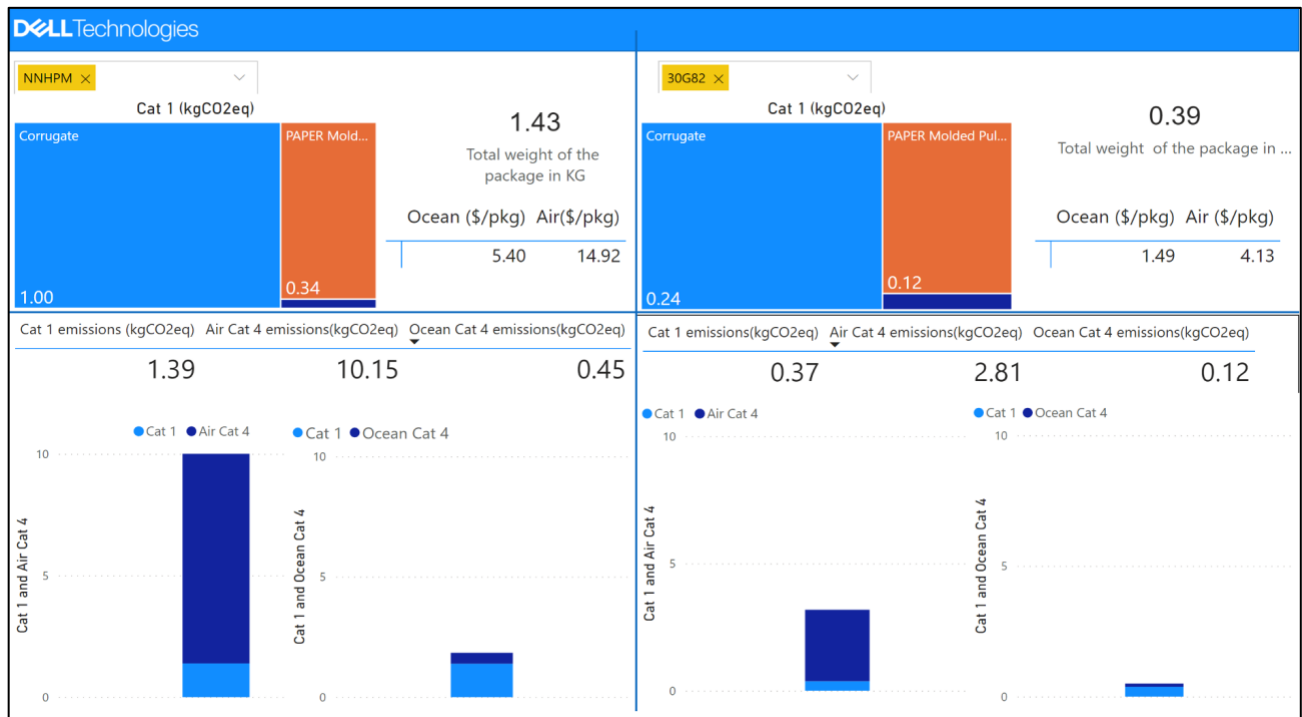 DELLTechnologies
NNHPM ×
Cat 1 (kgCO2eq)
Corrugate
1.00
PAPER Mold...
0.34
1.43
Total weight of the
package in KG
Ocean ($/pkg) Air($/pkg)
5.40 14.92
Cat 1 emissions (kgCO2eq) Air Cat 4 emissions(kgCO2eq) Ocean Cat 4 emissions(kgCO2eq)
1.39 10.15 0.45
Cat 1 Air Cat 4
Cat 1 and Air Cat 4
10
5
0
Cat 1 Ocean Cat 4
Cat 1 and Ocean Cat 4
10
5
0
30G82 ×
Cat 1 (kgCO2eq)
Corrugate
0.24
PAPER Molded Pul...
0.12
0.39
Total weight of the package in ...
Ocean ($/pkg) Air ($/pkg)
1.49 4.13
Cat 1 emissions(kgCO2eq) Air Cat 4 emissions(kgCO2eq) Ocean Cat 4 emissions(kgCO2eq)
0.37 2.81 0.12
Cat 1 Air Cat 4
Cat 1 and Air Cat 4
10
5
0
Cat 1 Ocean Cat 4
Cat 1 and Ocean Cat 4
10
5
0